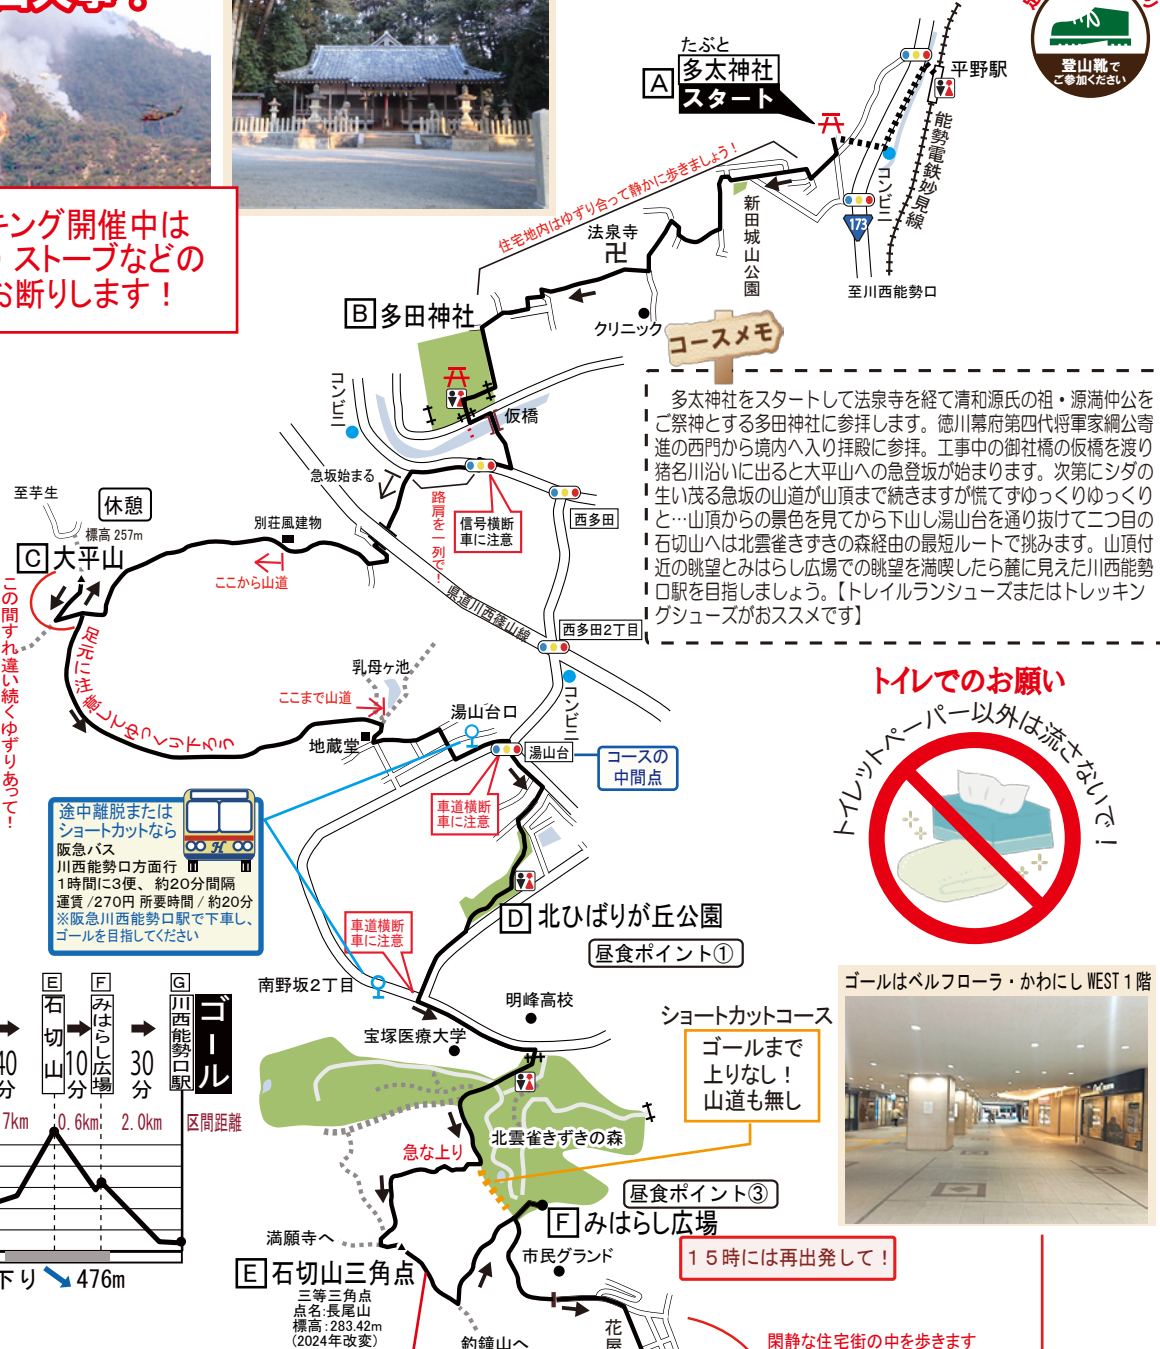 登山靴で
ご参加ください
キング開催中は
ストーブなどの
お断りします！
たぶと
A 多太神社
スタート
平野駅
能勢電鉄妙見線
コンビニ
173
至川西能勢口
住宅地内はゆずり合って静かに歩きましょう！
新田城山公園
法泉寺
クリニック
B 多田神社
コンビニ
仮橋
急坂始まる
路肩を一列で！
信号横断
車に注意
西多田
県道川西篠山線
西多田2丁目
コンビニ
コースメモ
多太神社をスタートして法泉寺を経て清和源氏の祖・源満仲公を
ご祭神とする多田神社に参拝します。徳川幕府第四代将軍家綱公寄
進の西門から境内へ入り拝殿に参拝。工事中の御社橋の仮橋を渡り
猪名川沿いに出ると大平山への急登坂が始まります。次第にシダの
生い茂る急坂の山道が山頂まで続きますが慌てずゆっくりゆっくり
と…山頂からの景色を見てから下山し湯山台を通り抜けて二つ目の
石切山へは北雲雀きずきの森経由の最短ルートで挑みます。山頂付
近の眺望とみはらし広場での眺望を満喫したら麓に見えた川西能勢
口駅を目指しましょう。【トレイルランシューズまたはトレッキン
グシューズがおススメです】
至芋生
休憩
標高 257m
C 大平山
別荘風建物
ここから山道
この間すれ違い続くゆずりあって！
足元に注意してゆっくり下ろう
乳母ヶ池
ここまで山道
地蔵堂
湯山台口
湯山台
コースの
中間点
車道横断
車に注意
途中離脱または
ショートカットなら
阪急バス
川西能勢口方面行
1時間に3便、 約20分間隔
運賃 /270円 所要時間 / 約20分
※阪急川西能勢口駅で下車し、
ゴールを目指してください
H
トイレでのお願い
トイレットペーパー以外は流さないで！
D 北ひばりが丘公園
昼食ポイント①
車道横断
車に注意
南野坂2丁目
明峰高校
宝塚医療大学
ショートカットコース
ゴールまで
上りなし！
山道も無し
ゴールはベルフローラ・かわにし WEST 1 階
北雲雀きずきの森
急な上り
昼食ポイント③
F みはらし広場
15時には再出発して！
市民グランド
満願寺へ
E 石切山三角点
三等三角点
点名:長尾山
標高:283.42m
（2024年改変）
釣鐘山へ
花屋
閑静な住宅街の中を歩きます
E
石切山
F
みはらし広場
G
川西能勢口駅
ゴール
40分
10分
30分
7km
0.6km
2.0km
区間距離
下り
476m